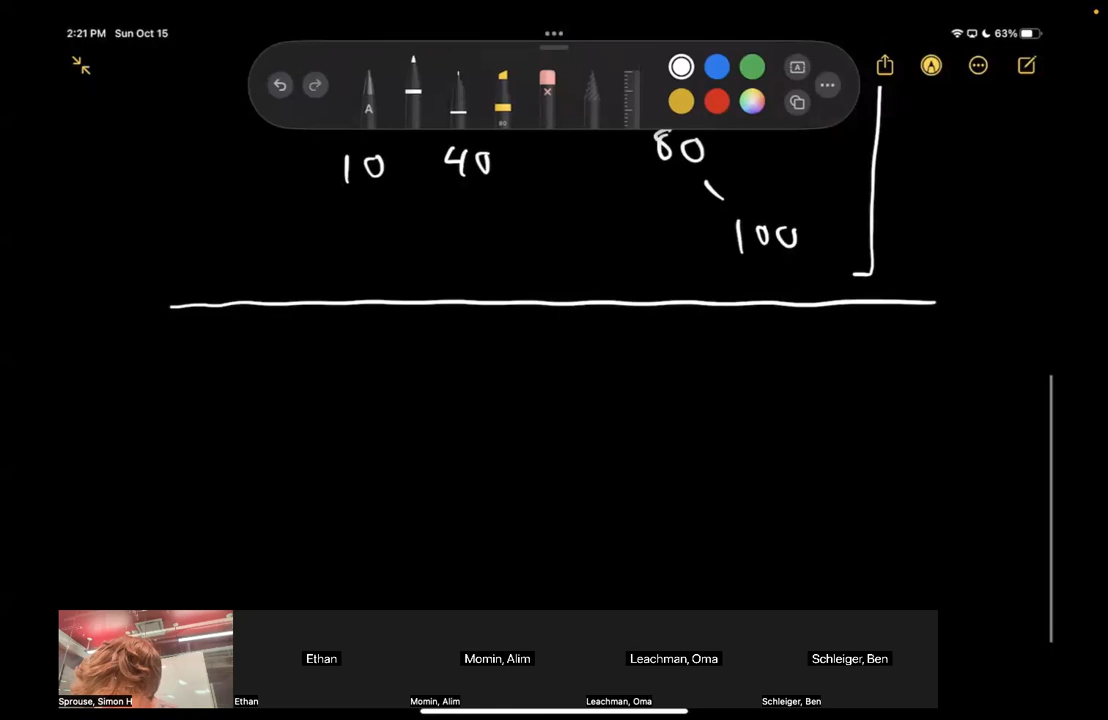 2:21 PM Sun Oct 15
63%
A
80
A
10 40 80
100
Ethan
Momin, Alim
Leachman, Oma
Schleiger, Ben
Sprouse, Simon H
Ethan
Momin, Alim
Leachman, Oma
Schleiger, Ben